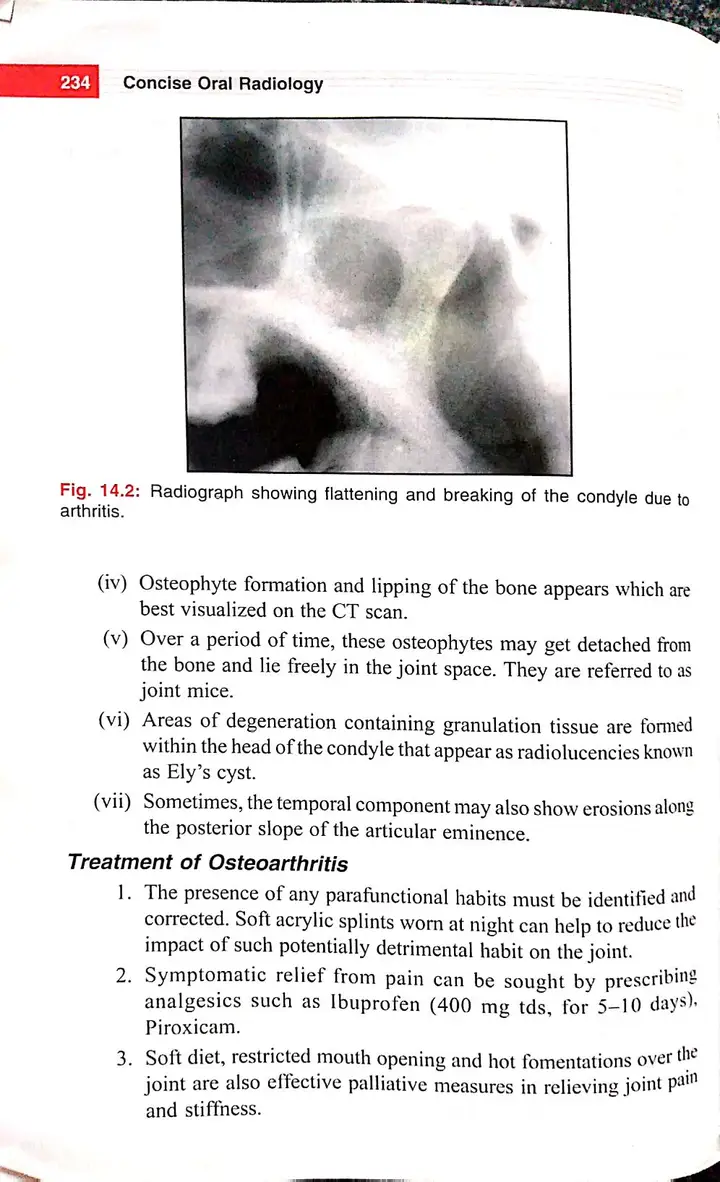 234 Concise Oral Radiology
Fig. 14.2: Radiograph showing flattening and breaking of the condyle due to
arthritis.
(iv) Osteophyte formation and lipping of the bone appears which are
best visualized on the CT scan.
(v) Over a period of time, these osteophytes may get detached from
the bone and lie freely in the joint space. They are referred to as
joint mice.
(vi) Areas of degeneration containing granulation tissue are formed
within the head of the condyle that appear as radiolucencies known
as Ely's cyst.
(vii) Sometimes, the temporal component may also show erosions along
the posterior slope of the articular eminence.
Treatment of Osteoarthritis
1. The presence of any parafunctional habits must be identified and
corrected. Soft acrylic splints worn at night can help to reduce the
impact of such potentially detrimental habit on the joint.
2. Symptomatic relief from pain can be sought by prescribing
analgesics such as Ibuprofen (400 mg tds, for 5–10 days),
Piroxicam.
3. Soft diet, restricted mouth opening and hot fomentations over the
joint are also effective palliative measures in relieving joint pain
and stiffness.